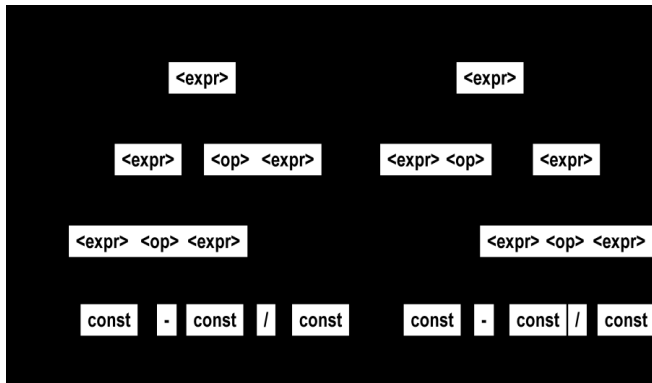 <expr> <expr>
<expr> <op> <expr> <expr> <op> <expr>
<expr> <op> <expr> <expr> <op> <expr>
const - const / const const - const / const